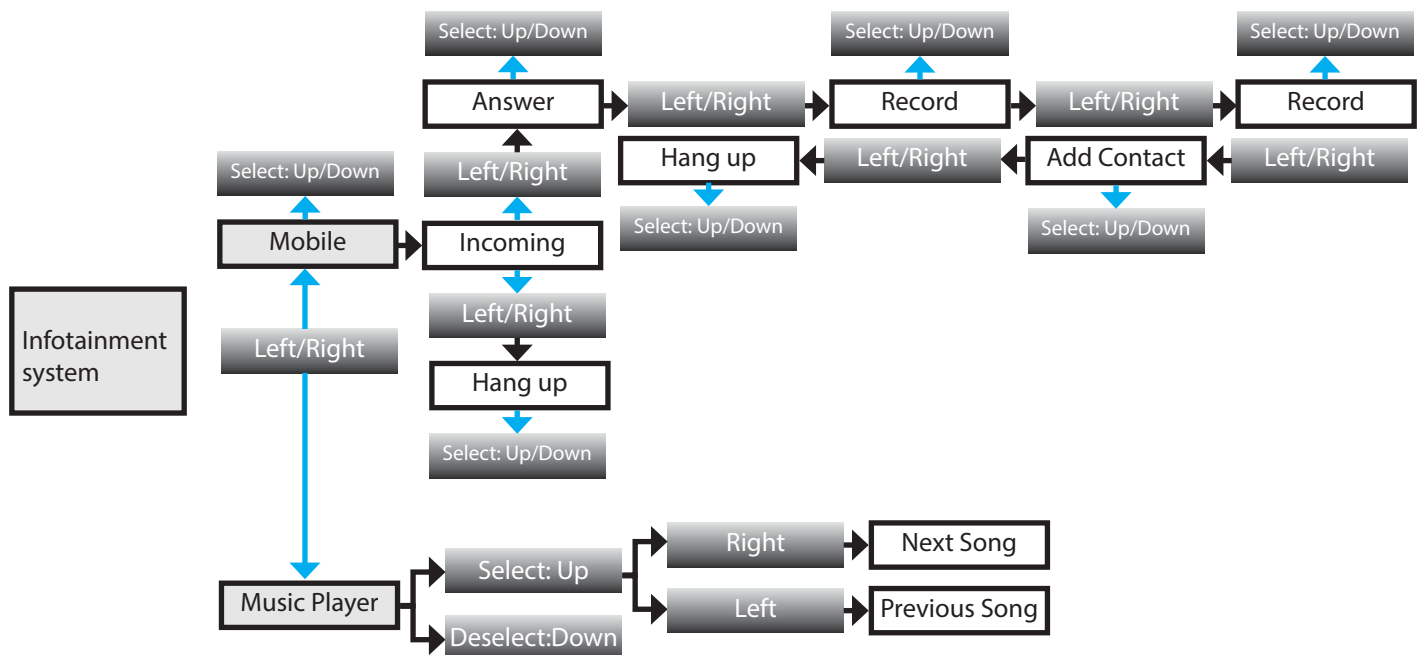 Select: Up/Down
Select: Up/Down
Select: Up/Down
Answer
Left/Right
Record
Left/Right
Record
Hang up
Left/Right
Add Contact
Left/Right
Select: Up/Down
Left/Right
Select: Up/Down
Select: Up/Down
Mobile
Incoming
Left/Right
Infotainment
system
Left/Right
Hang up
Select: Up/Down
Right
Next Song
Select: Up
Music Player
Left
Previous Song
Deselect:Down